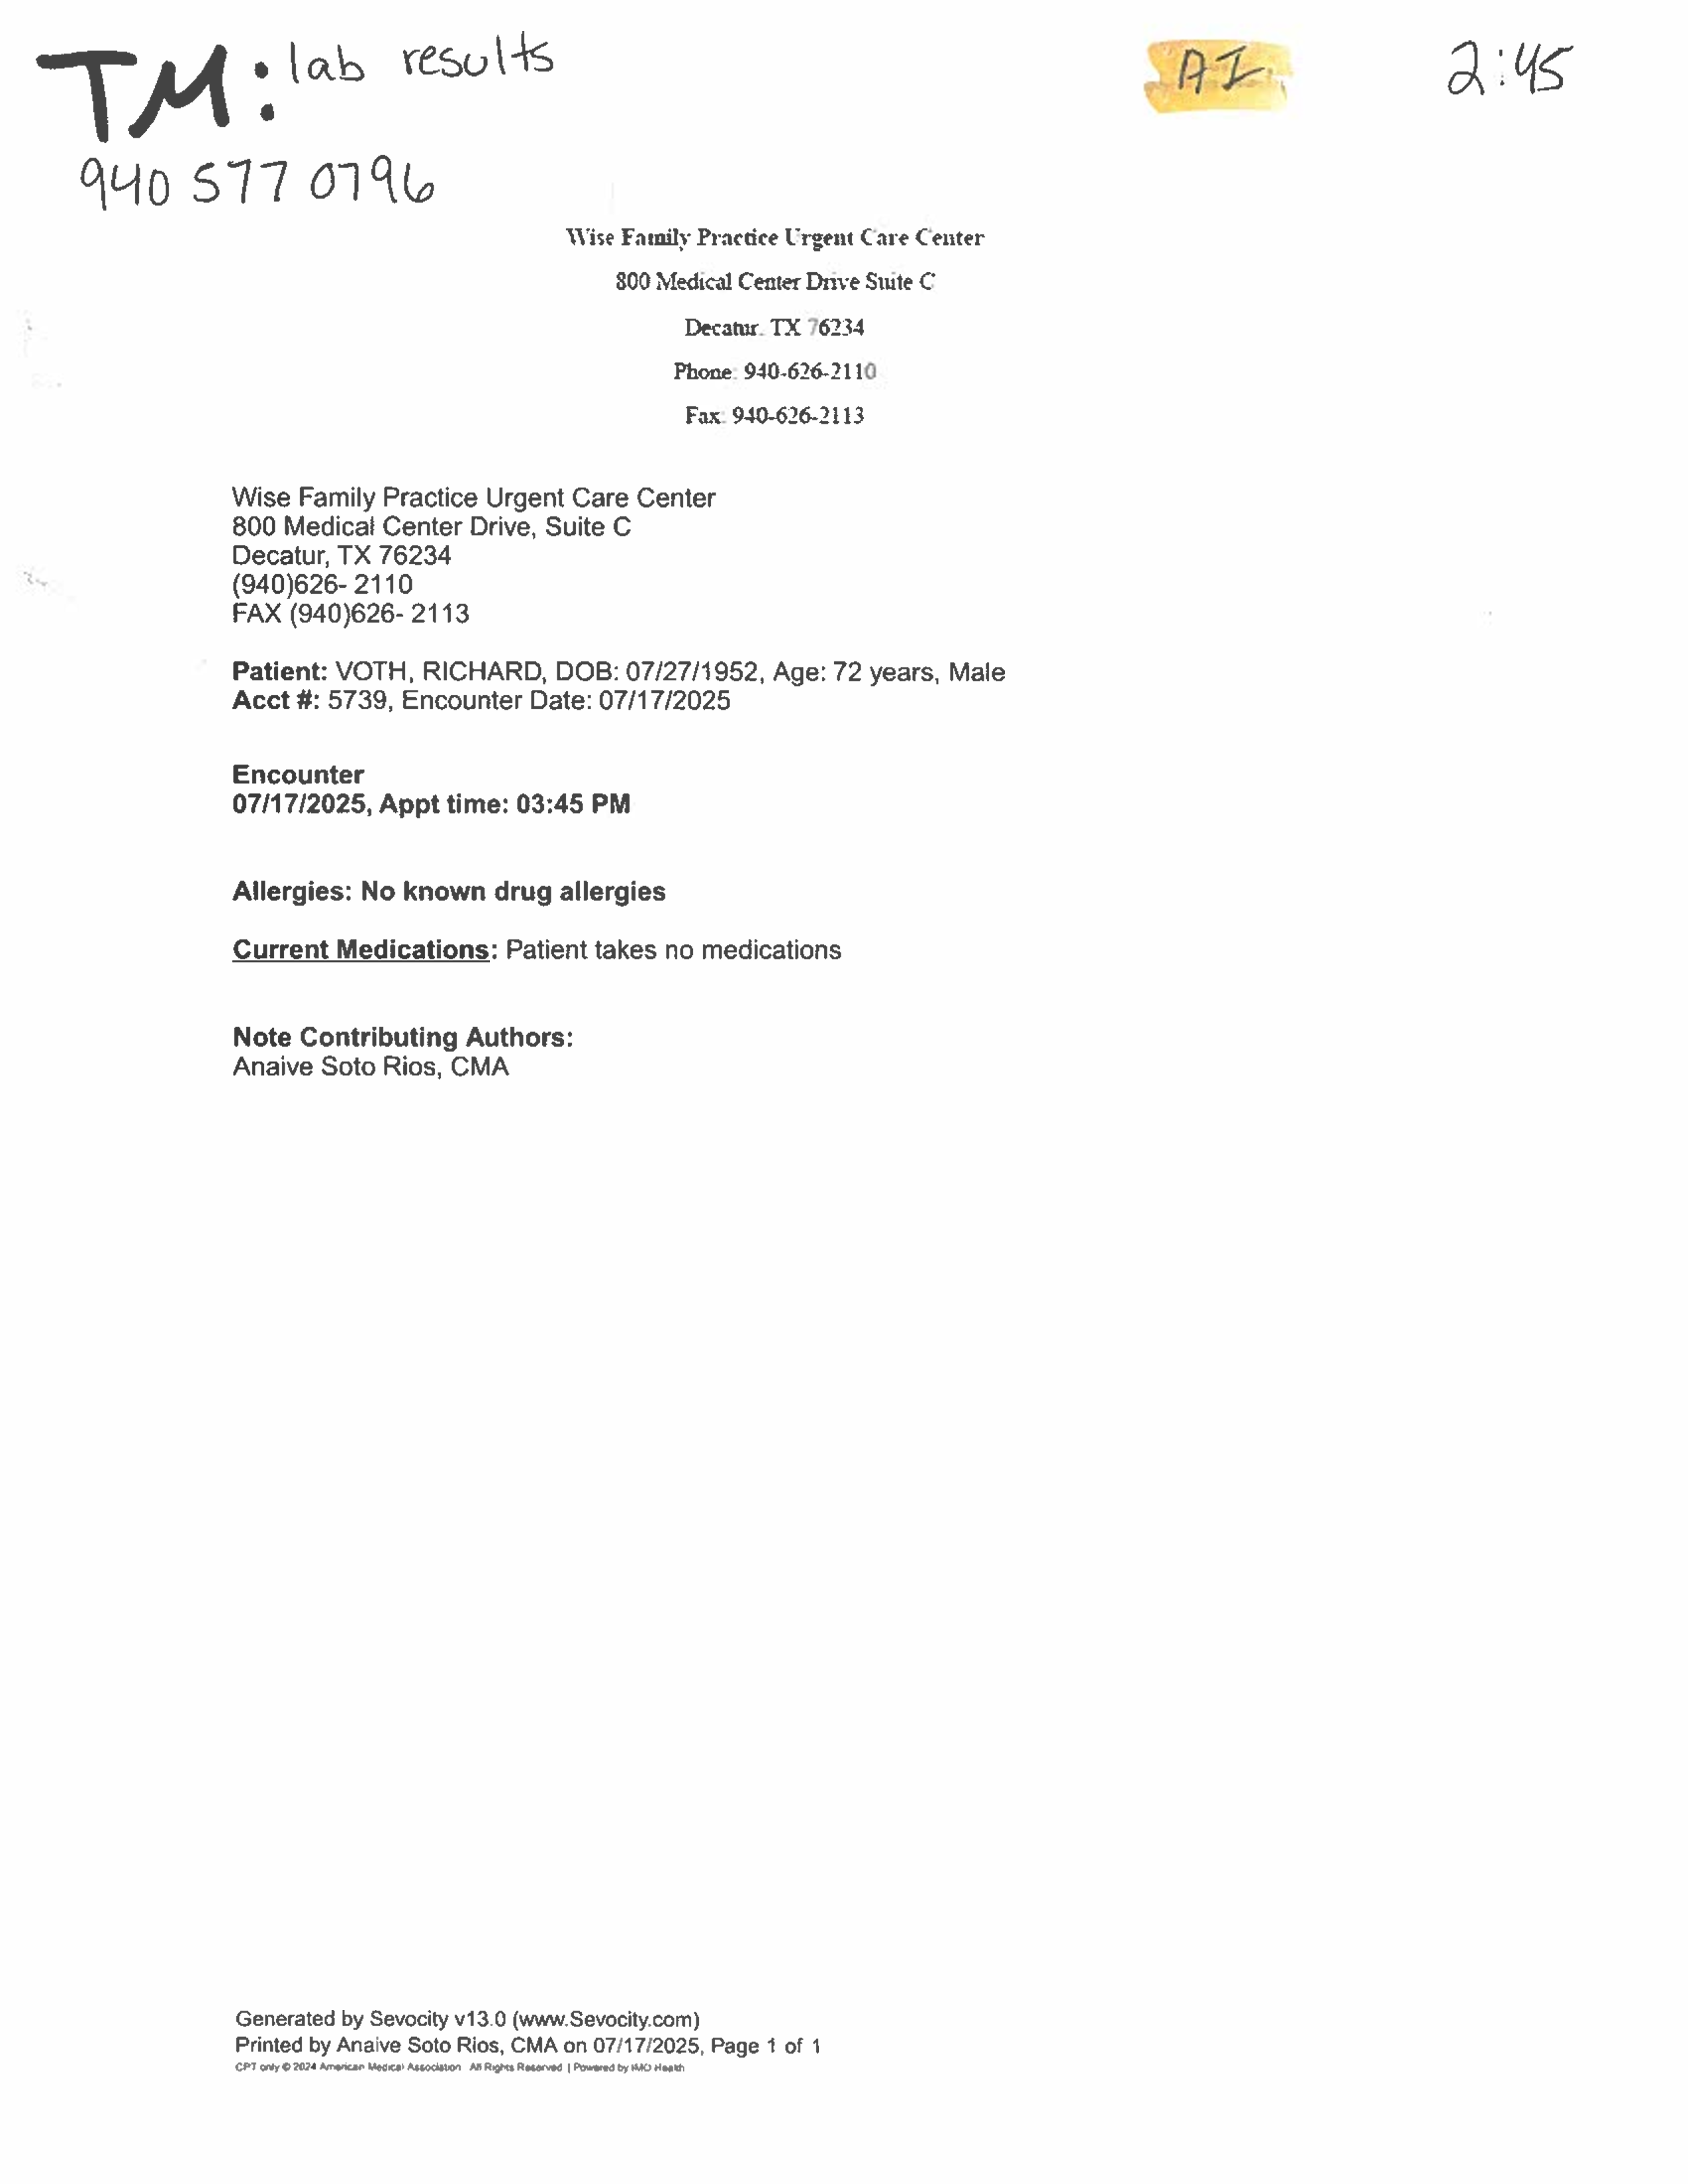 TM: lab results
AI
2:45
940 577 0796
Wise Family Practice Urgent Care Center
800 Medical Center Drive Suite C
Decatur, TX 76234
Phone: 940-626-2110
Fax: 940-626-2113
Wise Family Practice Urgent Care Center
800 Medical Center Drive, Suite C
Decatur, TX 76234
(940)626- 2110
FAX (940)626- 2113
Patient: VOTH, RICHARD, DOB: 07/27/1952, Age: 72 years, Male
Acct #: 5739, Encounter Date: 07/17/2025
Encounter
07/17/2025, Appt time: 03:45 PM
Allergies: No known drug allergies
Current Medications: Patient takes no medications
Note Contributing Authors:
Anaive Soto Rios, CMA
Generated by Sevocity v13.0 (www.Sevocity.com)
Printed by Anaive Soto Rios, CMA on 07/17/2025, Page 1 of 1
CPT only © 2024 American Medical Association All Rights Reserved | Powered by IMO Health